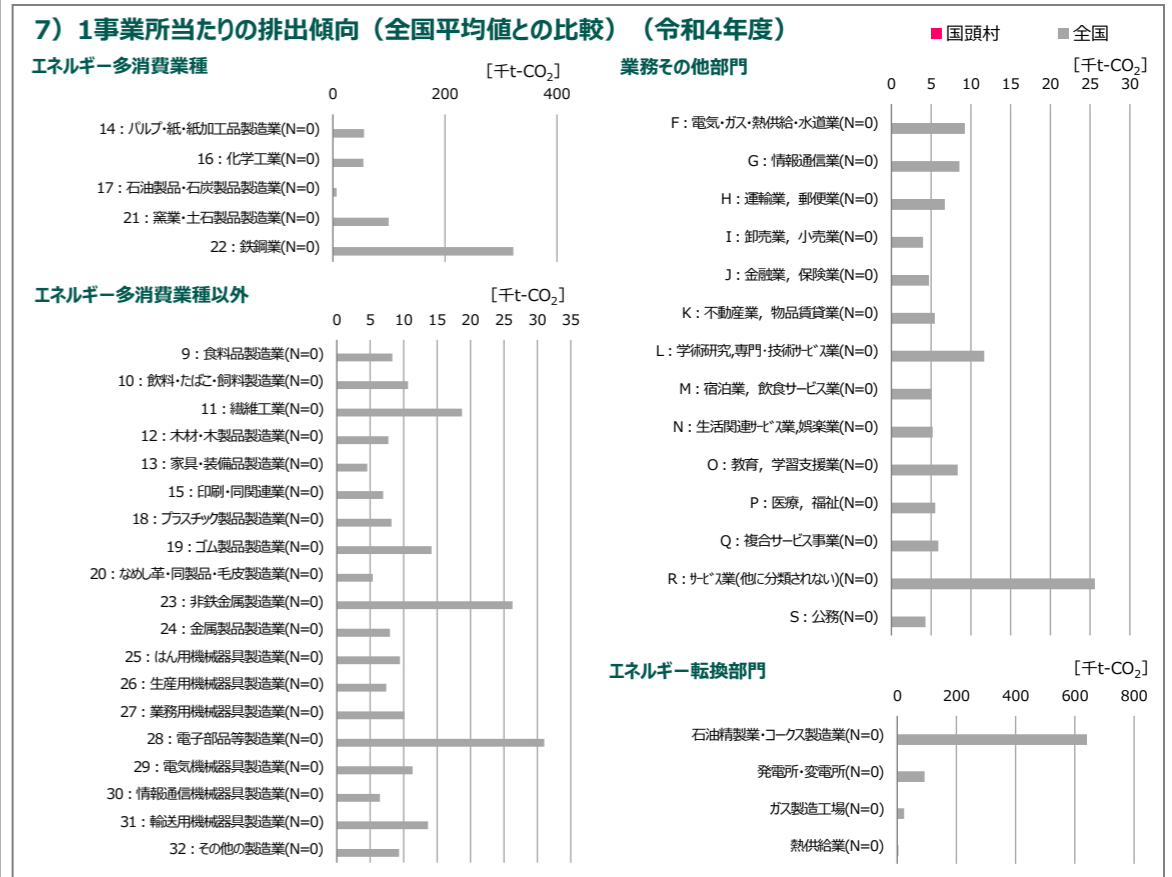 7）1事業所当たりの排出傾向（全国平均値との比較）（令和4年度）
■国頭村 ■全国
エネルギー多消費業種
[千t-CO₂]
0 200 400
14：パルプ・紙・紙加工品製造業(N=0)
16：化学工業(N=0)
17：石油製品・石炭製品製造業(N=0)
21：窯業・土石製品製造業(N=0)
22：鉄鋼業(N=0)
エネルギー多消費業種以外
[千t-CO₂]
0 5 10 15 20 25 30 35
9：食料品製造業(N=0)
10：飲料・たばこ・飼料製造業(N=0)
11：繊維工業(N=0)
12：木材・木製品製造業(N=0)
13：家具・装備品製造業(N=0)
15：印刷・同関連業(N=0)
18：プラスチック製品製造業(N=0)
19：ゴム製品製造業(N=0)
20：なめし革・同製品・毛皮製造業(N=0)
23：非鉄金属製造業(N=0)
24：金属製品製造業(N=0)
25：はん用機械器具製造業(N=0)
26：生産用機械器具製造業(N=0)
27：業務用機械器具製造業(N=0)
28：電子部品等製造業(N=0)
29：電気機械器具製造業(N=0)
30：情報通信機械器具製造業(N=0)
31：輸送用機械器具製造業(N=0)
32：その他の製造業(N=0)
業務その他部門
[千t-CO₂]
0 5 10 15 20 25 30
F：電気・ガス・熱供給・水道業(N=0)
G：情報通信業(N=0)
H：運輸業，郵便業(N=0)
I：卸売業，小売業(N=0)
J：金融業，保険業(N=0)
K：不動産業，物品賃貸業(N=0)
L：学術研究,専門・技術サービス業(N=0)
M：宿泊業，飲食サービス業(N=0)
N：生活関連サービス業,娯楽業(N=0)
O：教育，学習支援業(N=0)
P：医療，福祉(N=0)
Q：複合サービス事業(N=0)
R：サービス業(他に分類されない)(N=0)
S：公務(N=0)
エネルギー転換部門
[千t-CO₂]
0 200 400 600 800
石油精製業・コークス製造業(N=0)
発電所・変電所(N=0)
ガス製造工場(N=0)
熱供給業(N=0)